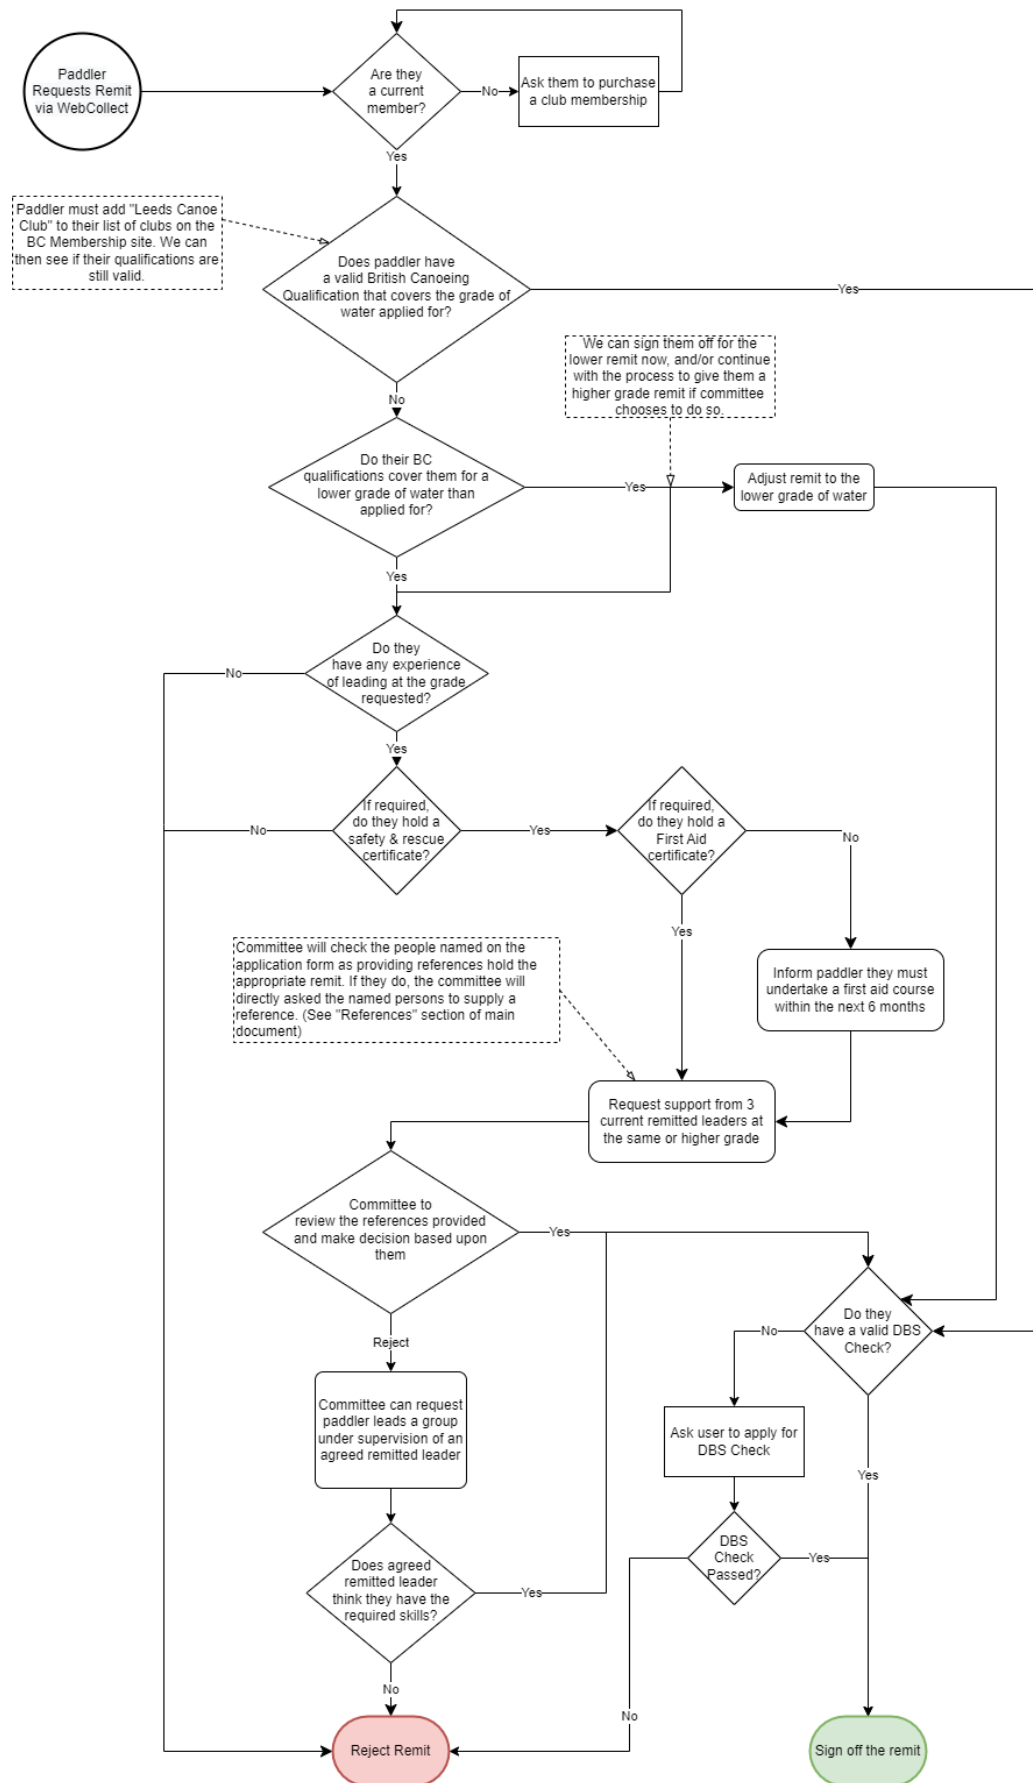 Paddler
Requests Remit
via WebCollect
Are they
a current
member?
No
Ask them to purchase
a club membership
Yes
Paddler must add "Leeds Canoe
Club" to their list of clubs on the
BC Membership site. We can
then see if their qualifications are
still valid.
Does paddler have
a valid British Canoeing
Qualification that covers the grade of
water applied for?
Yes
We can sign them off for the
lower remit now, and/or continue
with the process to give them a
higher grade remit if committee
chooses to do so.
No
Do their BC
qualifications cover them for a
lower grade of water than
applied for?
Yes
Adjust remit to the
lower grade of water
Yes
Do they
have any experience
of leading at the grade
requested?
No
Yes
If required,
do they hold a
safety & rescue
certificate?
No
Yes
If required,
do they hold a
First Aid
certificate?
No
Yes
Committee will check the people named on the
application form as providing references hold the
appropriate remit. If they do, the committee will
directly asked the named persons to supply a
reference. (See "References" section of main
document)
Inform paddler they must
undertake a first aid course
within the next 6 months
Request support from 3
current remitted leaders at
the same or higher grade
Committee to
review the references provided
and make decision based upon
them
Yes
Do they
have a valid DBS
Check?
No
Reject
Committee can request
paddler leads a group
under supervision of an
agreed remitted leader
Ask user to apply for
DBS Check
Yes
DBS
Check
Passed?
Yes
Does agreed
remitted leader
think they have the
required skills?
Yes
No
No
Reject Remit
Sign off the remit